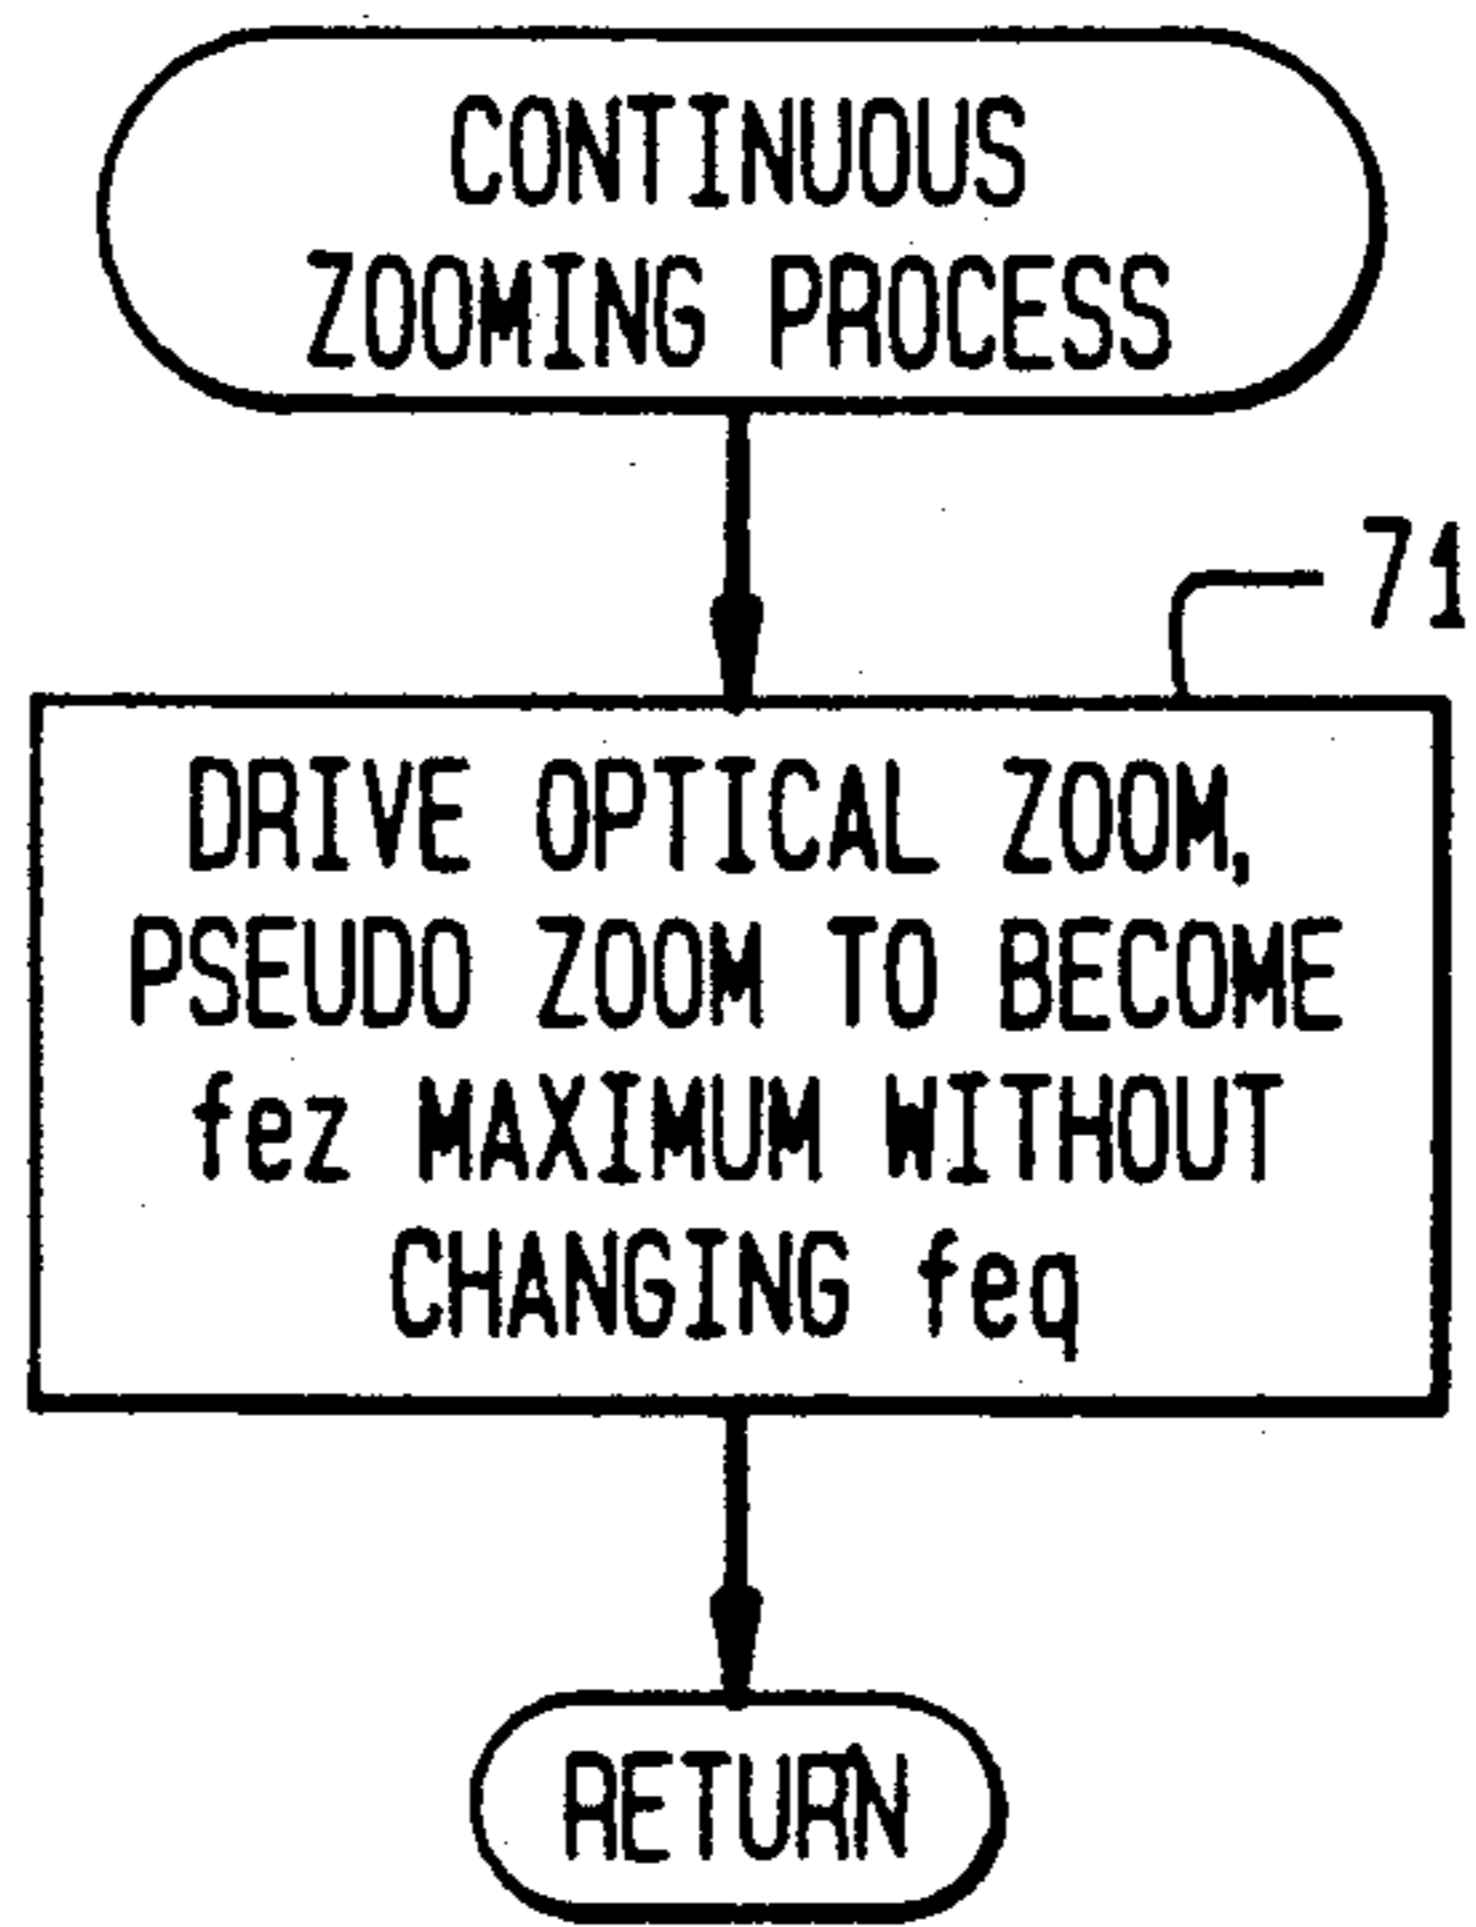 CONTINUOUS
ZOOMING PROCESS
71
DRIVE OPTICAL ZOOM,
PSEUDO ZOOM TO BECOME
fez MAXIMUM WITHOUT
CHANGING feq
RETURN